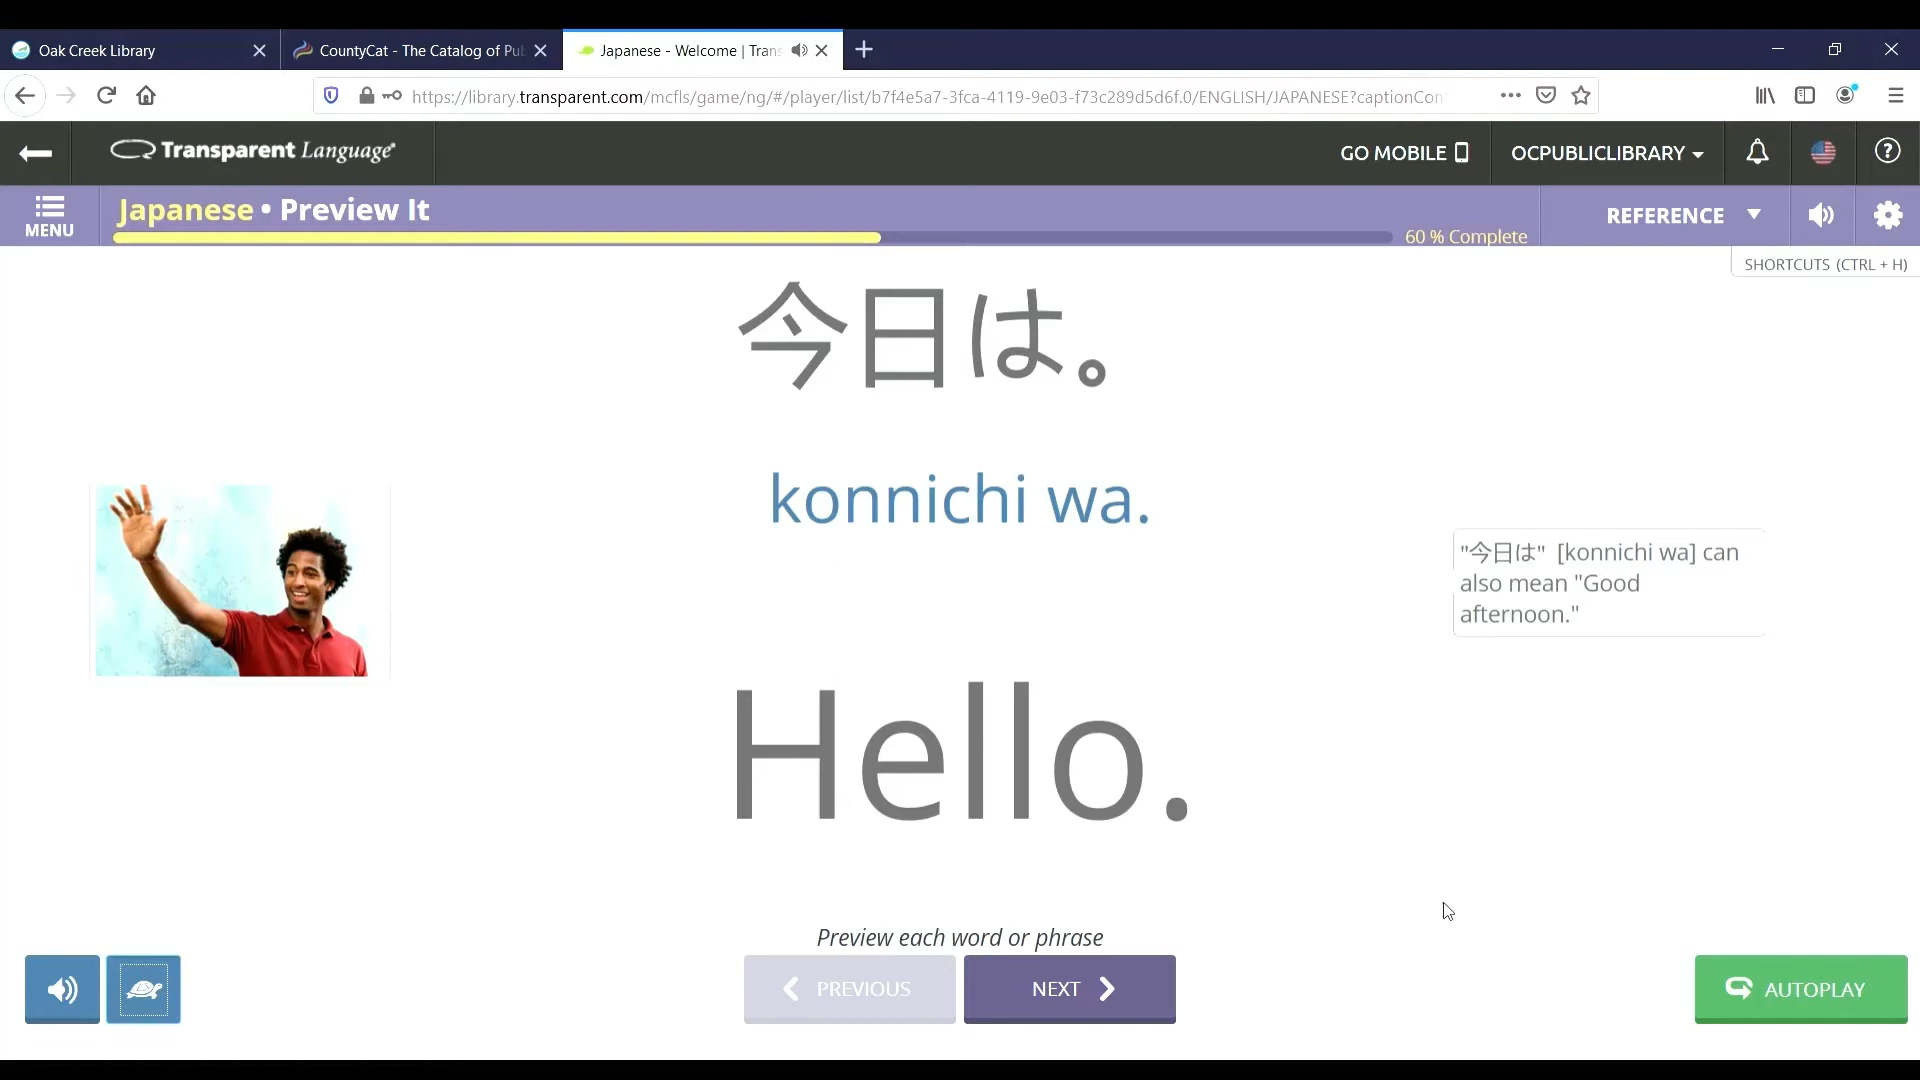 Oak Creek Library
CountyCat - The Catalog of Pu
Japanese - Welcome | Trans
https://library.transparent.com/mcfls/game/ng/#/player/list/b7f4e5a7-3fca-4119-9e03-f73c289d5d6f.0/ENGLISH/JAPANESE?captionCon
Transparent Language
GO MOBILE
OCPUBLICLIBRARY
MENU
Japanese • Preview It
60 % Complete
REFERENCE
SHORTCUTS (CTRL + H)
今日は。
konnichi wa.
"今日は" [konnichi wa] can
also mean "Good
afternoon."
Hello.
Preview each word or phrase
PREVIOUS
NEXT
AUTOPLAY